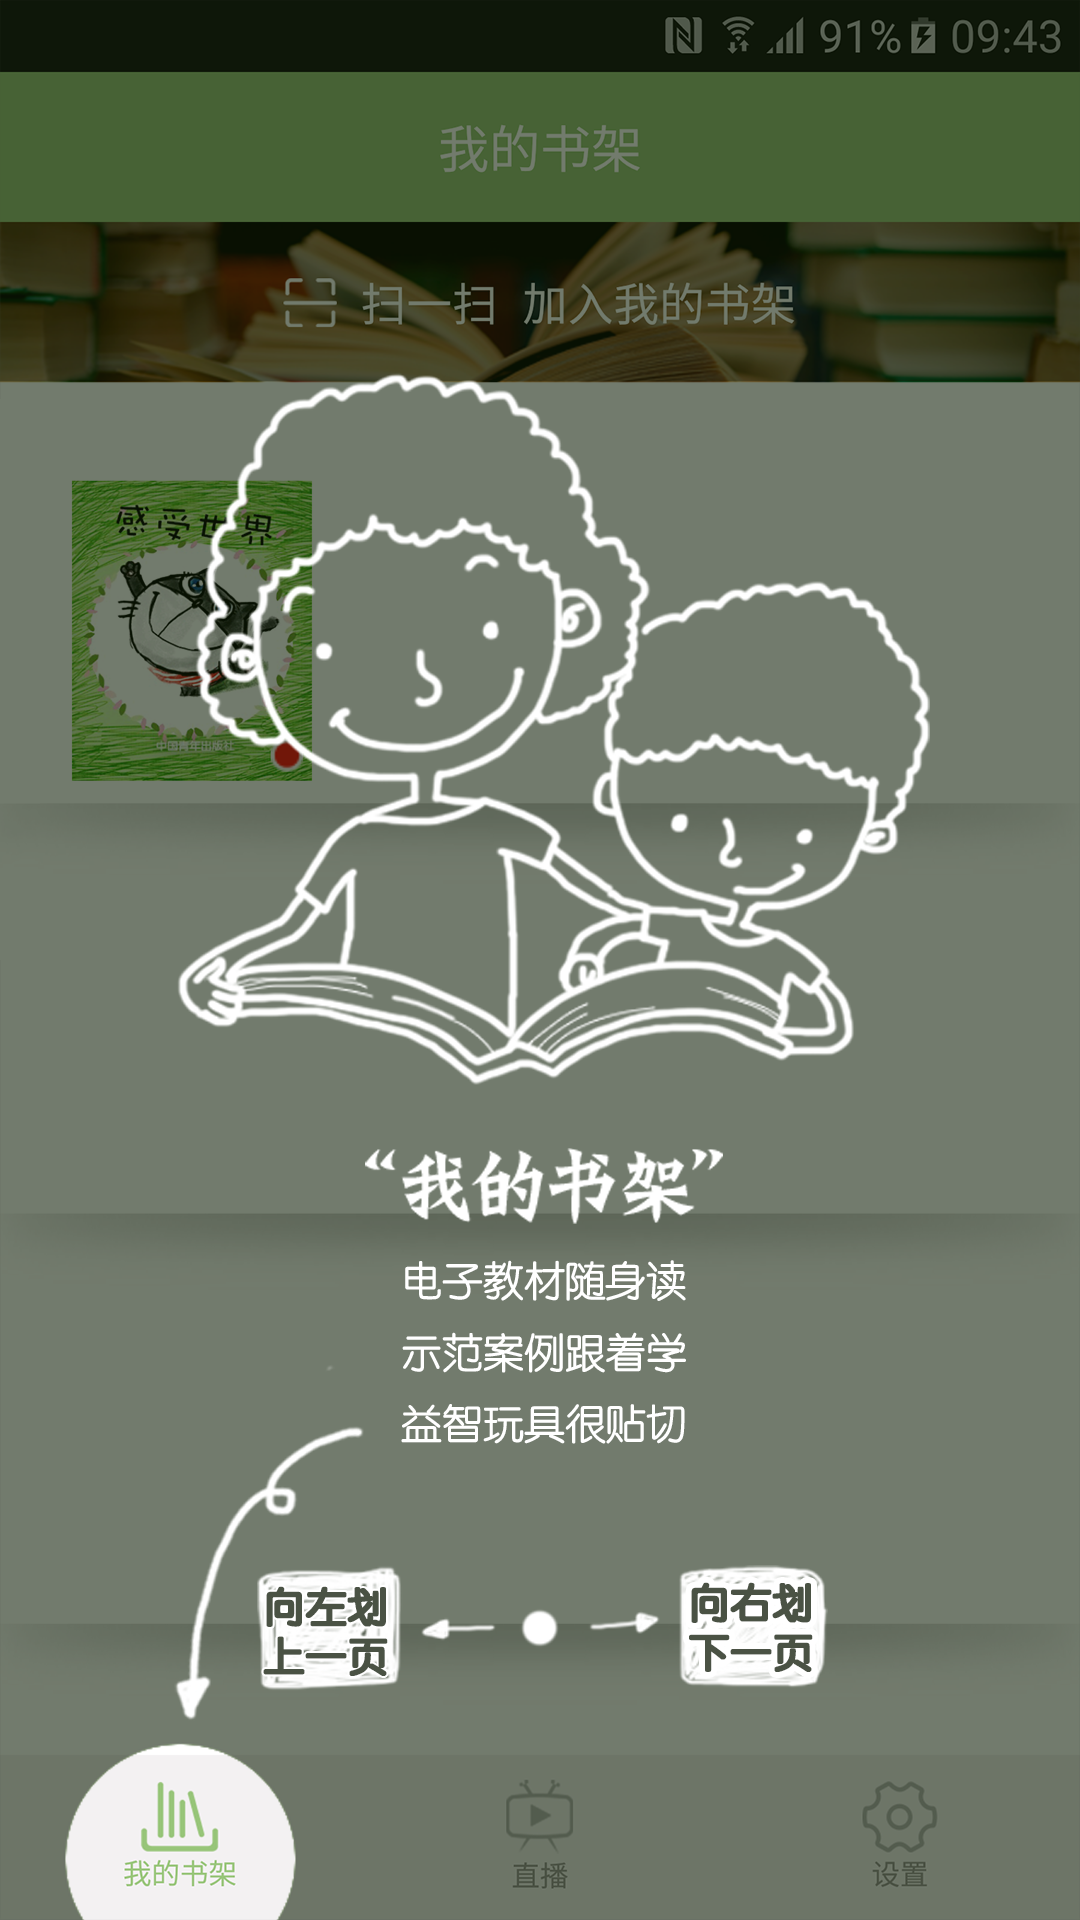 91% 09:43
我的书架
扫一扫 加入我的书架
感受世界
中国青年出版社
“我的书架”
电子教材随身读
示范案例跟着学
益智玩具很贴切
向左划
上一页
向右划
下一页
我的书架
直播
设置